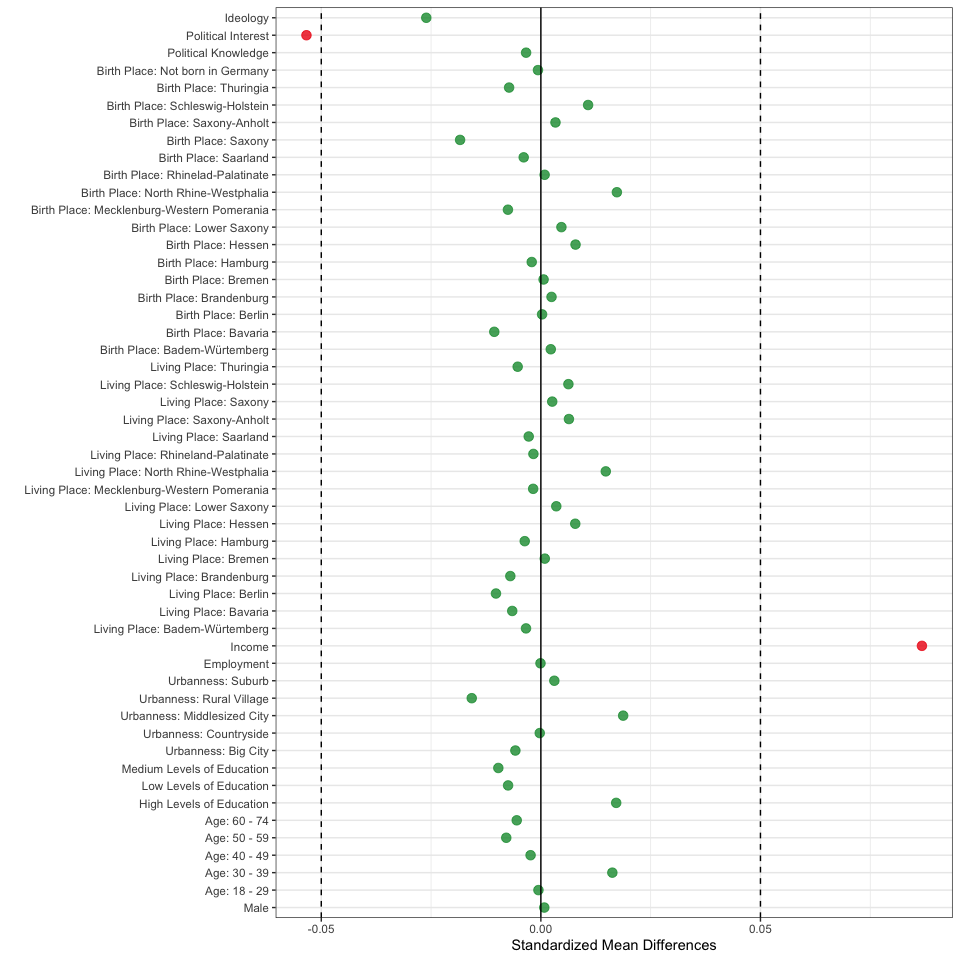 Ideology
Political Interest
Political Knowledge
Birth Place: Not born in Germany
Birth Place: Thuringia
Birth Place: Schleswig-Holstein
Birth Place: Saxony-Anholt
Birth Place: Saxony
Birth Place: Saarland
Birth Place: Rhinelad-Palatinate
Birth Place: North Rhine-Westphalia
Birth Place: Mecklenburg-Western Pomerania
Birth Place: Lower Saxony
Birth Place: Hessen
Birth Place: Hamburg
Birth Place: Bremen
Birth Place: Brandenburg
Birth Place: Berlin
Birth Place: Bavaria
Birth Place: Badem-Würtemberg
Living Place: Thuringia
Living Place: Schleswig-Holstein
Living Place: Saxony
Living Place: Saxony-Anholt
Living Place: Saarland
Living Place: Rhineland-Palatinate
Living Place: North Rhine-Westphalia
Living Place: Mecklenburg-Western Pomerania
Living Place: Lower Saxony
Living Place: Hessen
Living Place: Hamburg
Living Place: Bremen
Living Place: Brandenburg
Living Place: Berlin
Living Place: Bavaria
Living Place: Badem-Würtemberg
Income
Employment
Urbanness: Suburb
Urbanness: Rural Village
Urbanness: Middlesized City
Urbanness: Countryside
Urbanness: Big City
Medium Levels of Education
Low Levels of Education
High Levels of Education
Age: 60 - 74
Age: 50 - 59
Age: 40 - 49
Age: 30 - 39
Age: 18 - 29
Male
-0.05 0.00 0.05
Standardized Mean Differences